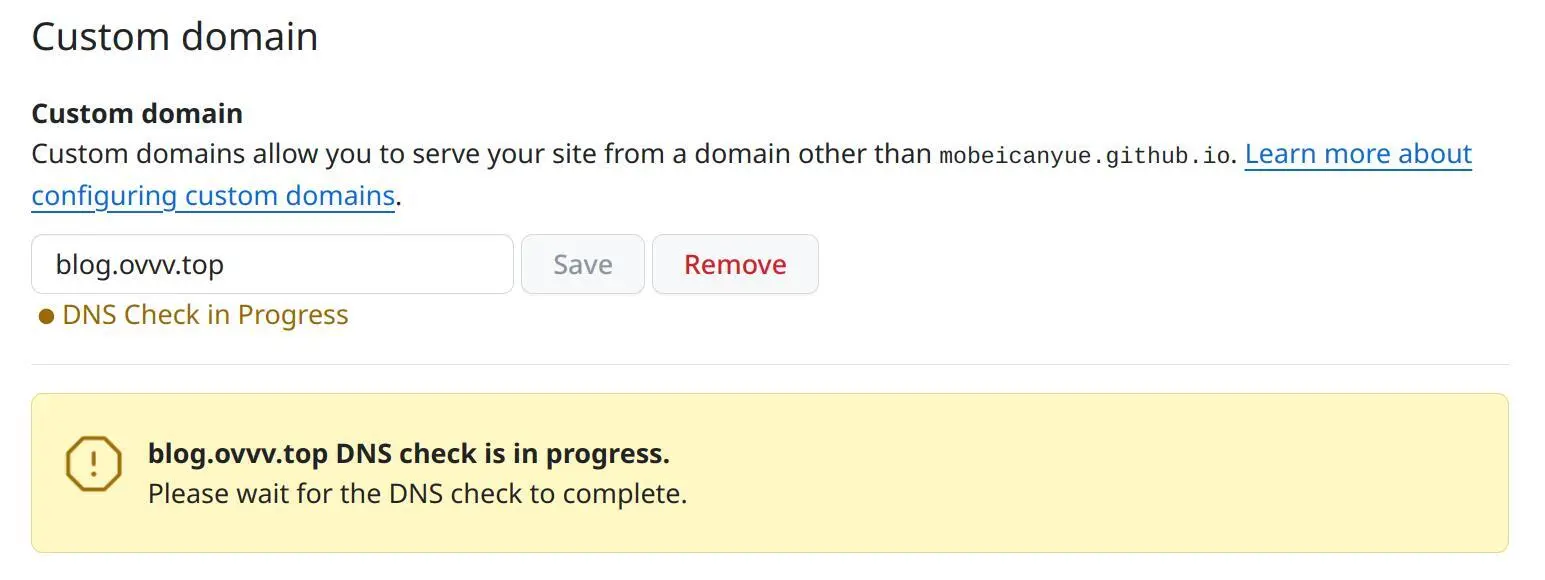 Custom domain
Custom domain
Custom domains allow you to serve your site from a domain other than mobeicanyue.github.io. Learn more about
configuring custom domains.
blog.ovvv.top Save Remove
DNS Check in Progress
blog.ovvv.top DNS check is in progress.
Please wait for the DNS check to complete.